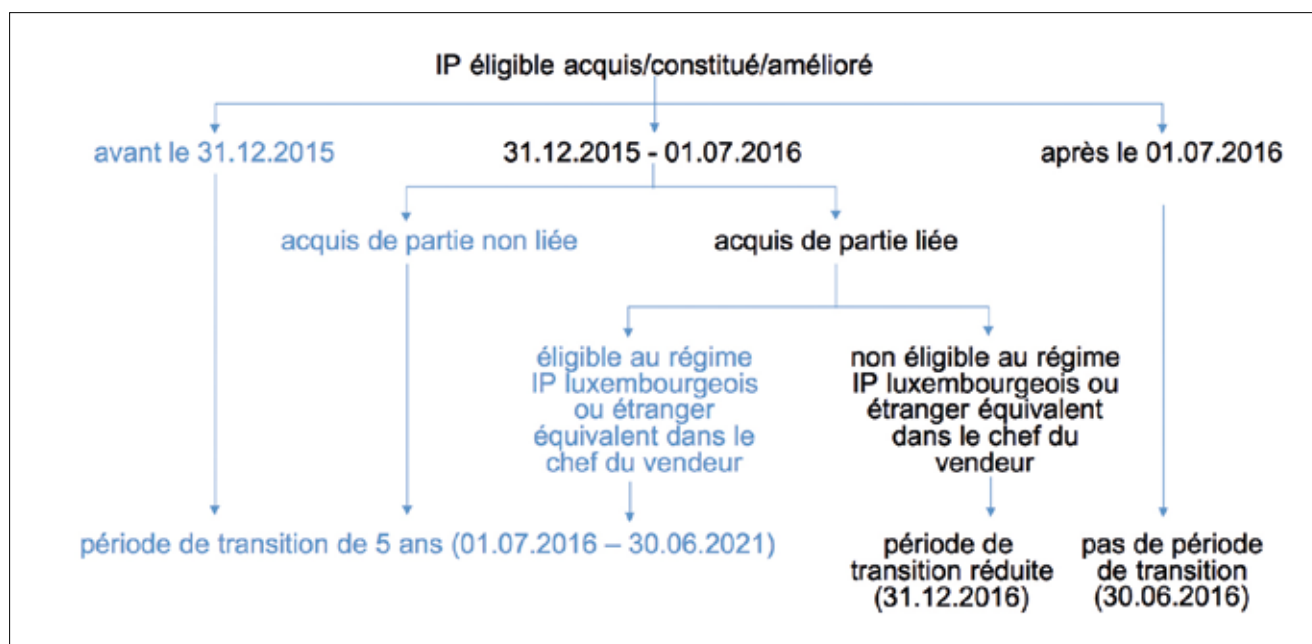 IP éligible acquis/constitué/amélioré
avant le 31.12.2015
31.12.2015 - 01.07.2016
après le 01.07.2016
acquis de partie non liée
acquis de partie liée
éligible au régime
IP luxembourgeois
ou étranger
équivalent dans le
chef du vendeur
non éligible au régime
IP luxembourgeois ou
étranger équivalent
dans le chef du
vendeur
période de transition de 5 ans (01.07.2016 – 30.06.2021)
période de
transition réduite
(31.12.2016)
pas de période
de transition
(30.06.2016)